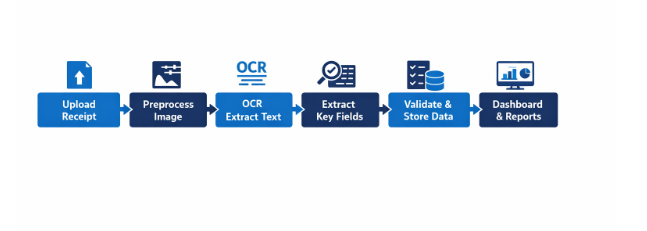 OCR
Upload
Receipt
Preprocess
Image
OCR
Extract Text
Extract
Key Fields
Validate &
Store Data
Dashboard
& Reports